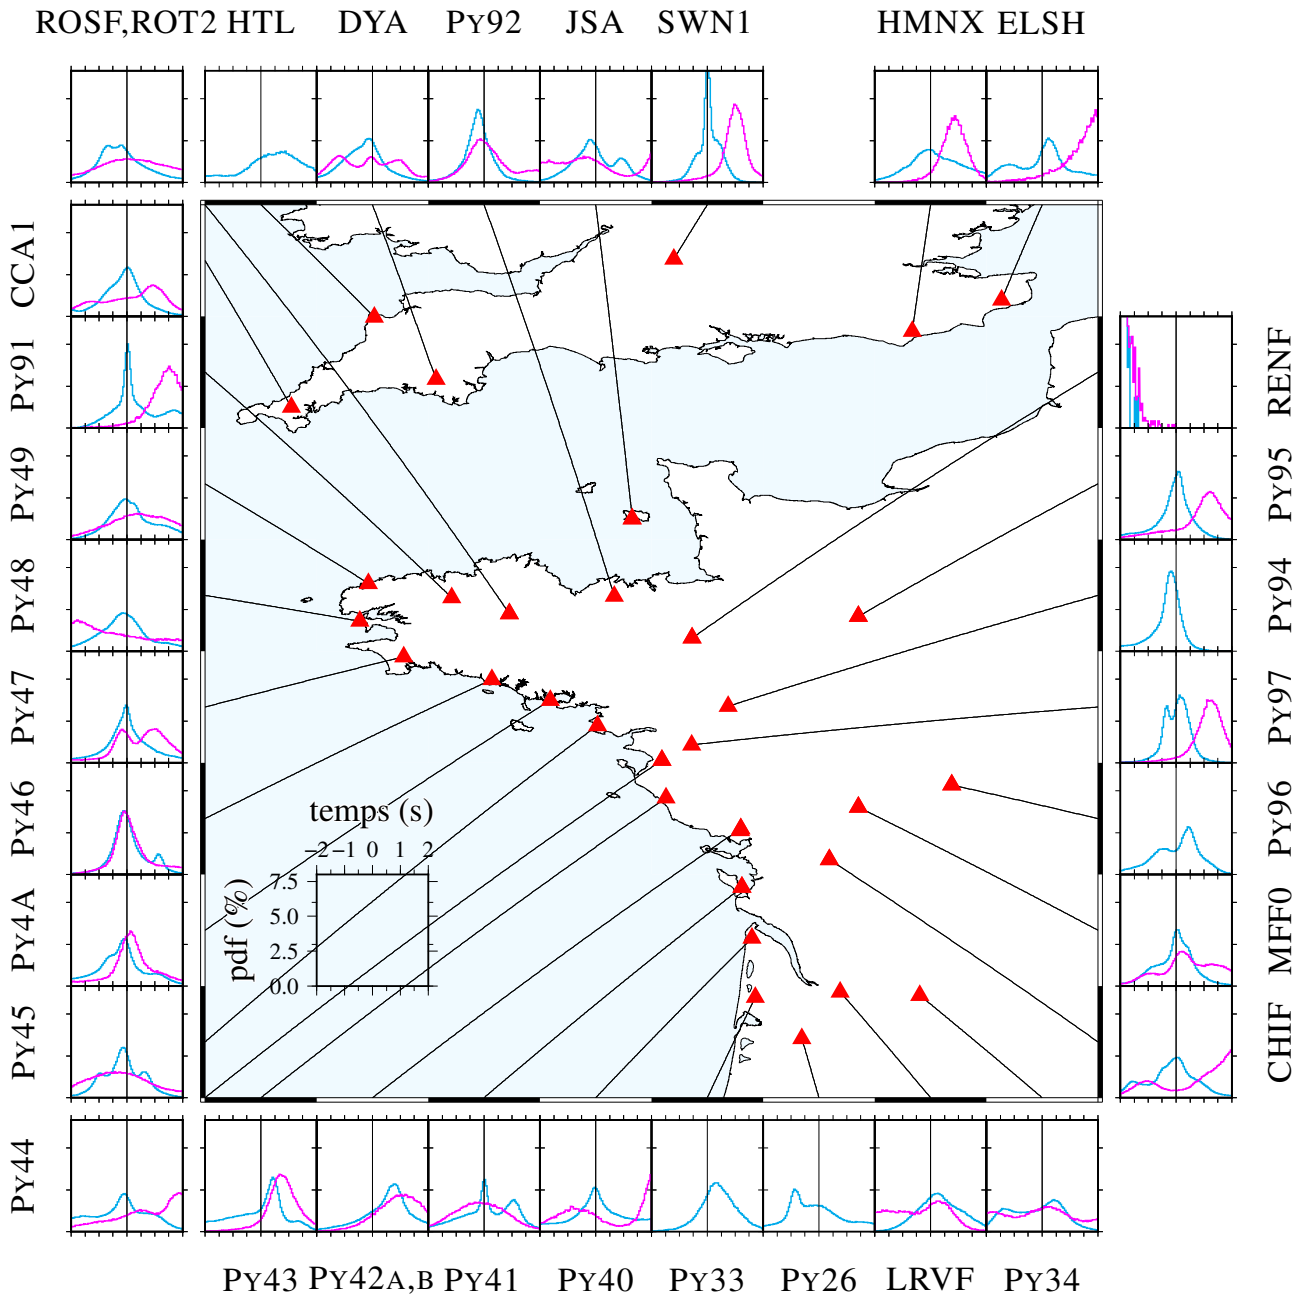 ROSF,ROT2 HTL DYA PY92 JSA SWN1 HMNX ELSH
CCA1
PY91
PY49
PY48
PY47
PY46
PY4A
PY45
PY44
RENF
PY95
PY94
PY97
PY96
MFF0
CHIF
temps (s)
−2 −1 0 1 2
7.5
5.0
2.5
0.0
pdf (%)
PY43 PY42A,B PY41 PY40 PY33 PY26 LRVF PY34